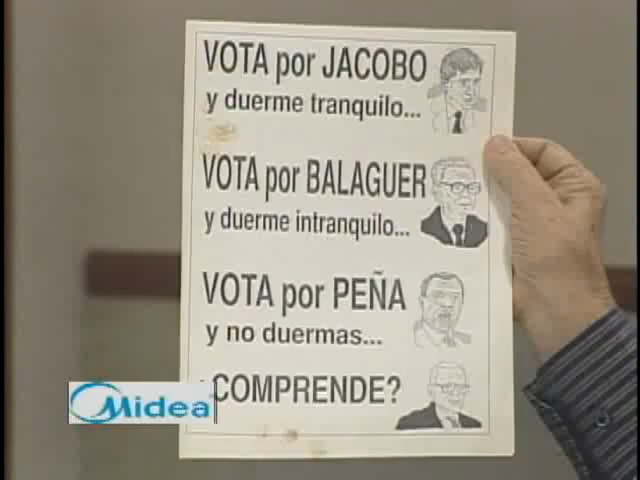 VOTA por JACOBO
y duerme tranquilo...
VOTA por BALAGUER
y duerme intranquilo...
VOTA por PEÑA
y no duermas...
¿COMPRENDE?
Midea